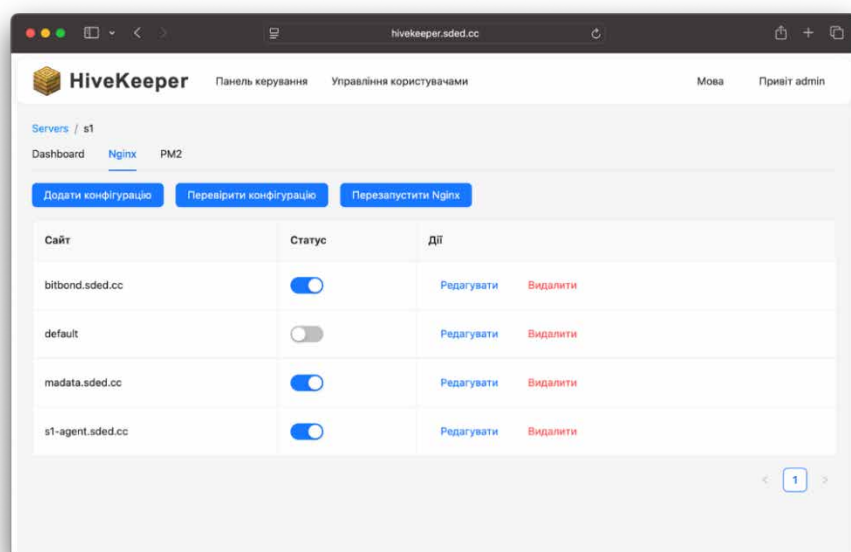 hivekeeper.sded.cc
HiveKeeper Панель керування Управління користувачами Мова Привіт admin
Servers / s1
Dashboard Nginx PM2
Додати конфігурацію Перевірити конфігурацію Перезапустити Nginx
Сайт Статус Дії
bitbond.sded.cc Редагувати Видалити
default Редагувати Видалити
madata.sded.cc Редагувати Видалити
s1-agent.sded.cc Редагувати Видалити
1